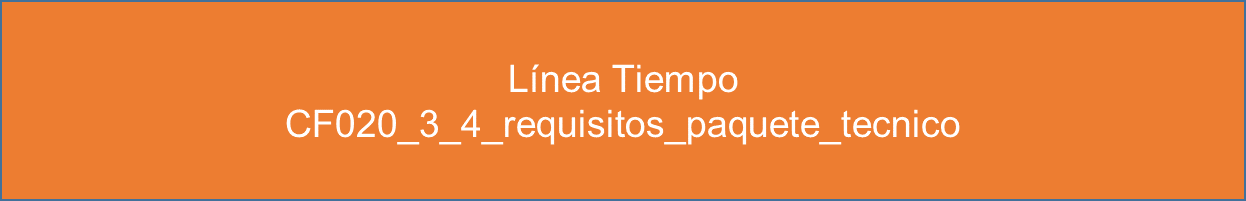 Línea Tiempo
CF020_3_4_requisitos_paquete_tecnico